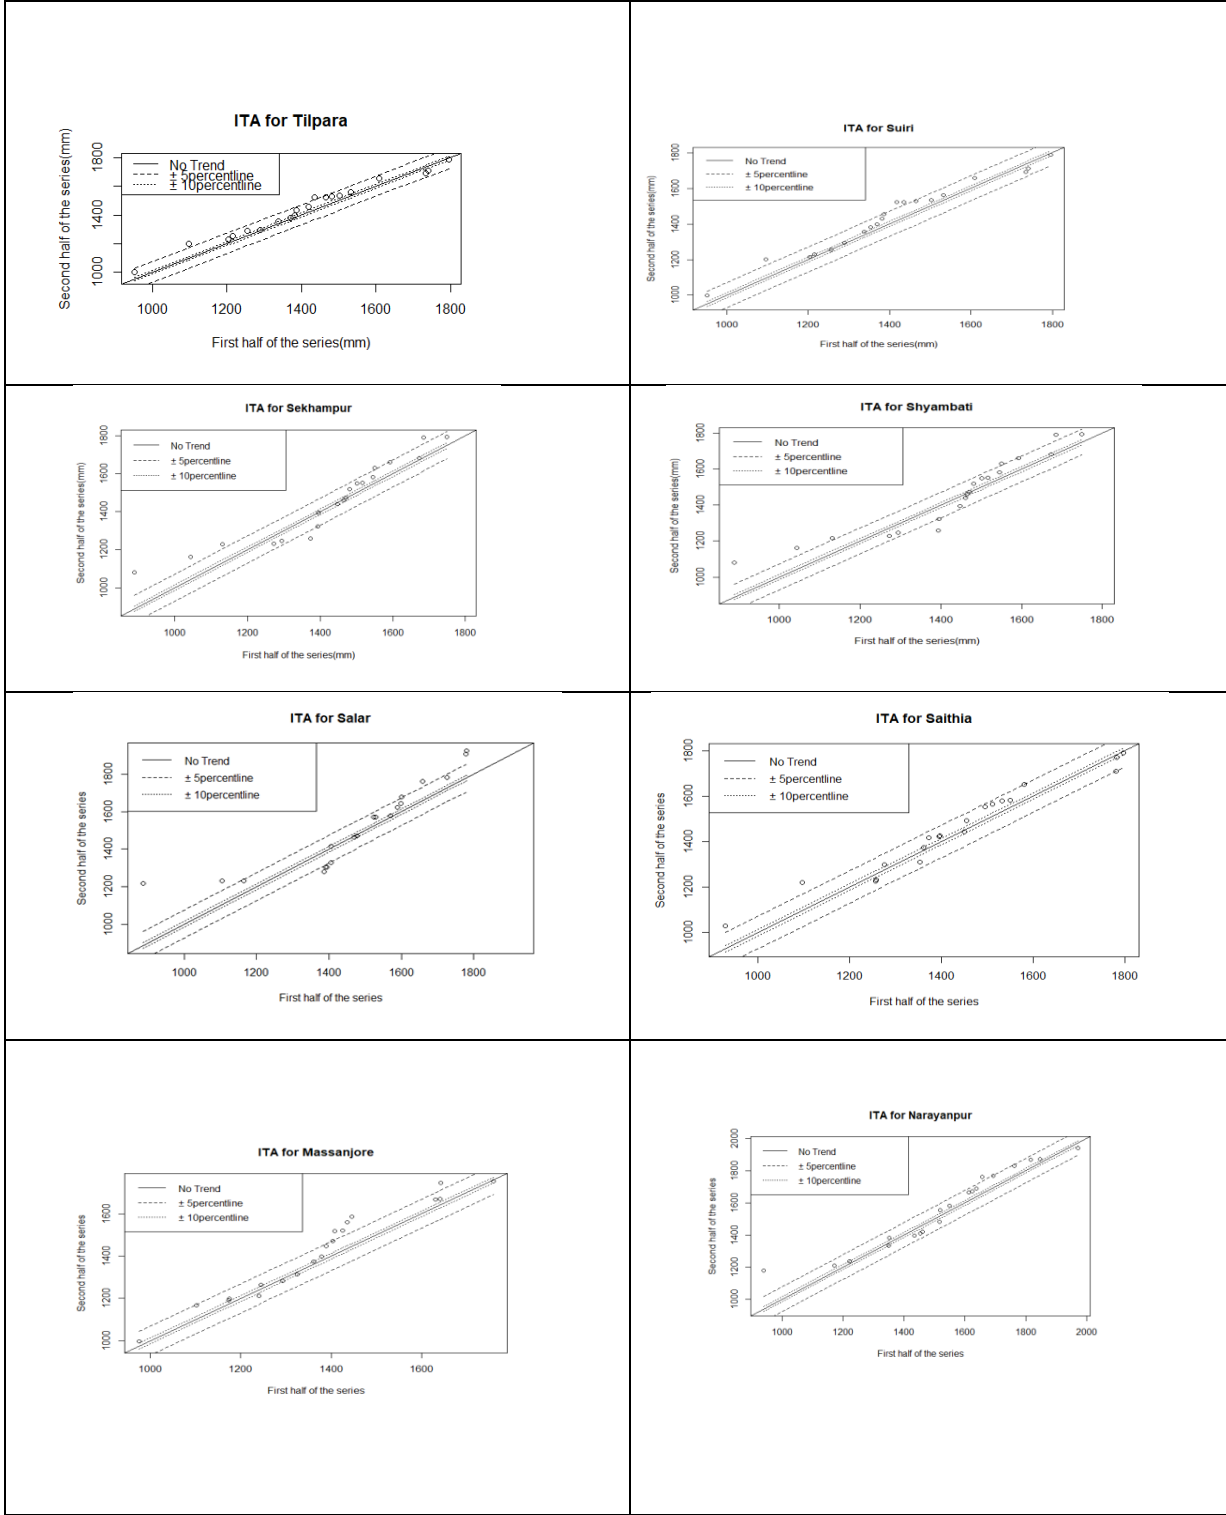 ITA for Tilpara
Second half of the series(mm)
1000 1400 1800
No Trend
± 5percentline
± 10percentline
1000 1200 1400 1600 1800
First half of the series(mm)
ITA for Suiri
Second half of the series(mm)
1000 1200 1400 1600 1800
No Trend
± 5percentline
± 10percentline
1000 1200 1400 1600 1800
First half of the series(mm)
ITA for Sekhampur
Second half of the series(mm)
1000 1200 1400 1600 1800
No Trend
± 5percentline
± 10percentline
1000 1200 1400 1600 1800
First half of the series(mm)
ITA for Shyambati
Second half of the series(mm)
1000 1200 1400 1600 1800
No Trend
± 5percentline
± 10percentline
1000 1200 1400 1600 1800
First half of the series(mm)
ITA for Salar
Second half of the series
1000 1200 1400 1600 1800
No Trend
± 5percentline
± 10percentline
1000 1200 1400 1600 1800
First half of the series
ITA for Saithia
Second half of the series
1000 1200 1400 1600 1800
No Trend
± 5percentline
± 10percentline
1000 1200 1400 1600 1800
First half of the series
ITA for Massanjore
Second half of the series
1000 1200 1400 1600
No Trend
± 5percentline
± 10percentline
1000 1200 1400 1600
First half of the series
ITA for Narayanpur
Second half of the series
1000 1200 1400 1600 1800 2000
No Trend
± 5percentline
± 10percentline
1000 1200 1400 1600 1800 2000
First half of the series